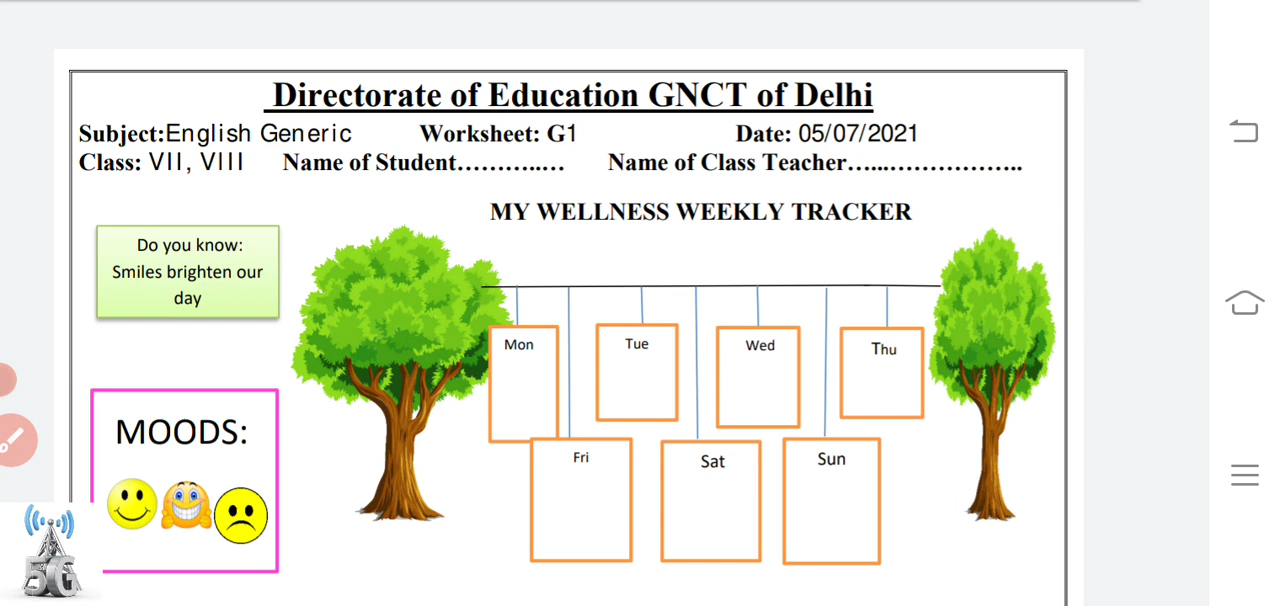 Directorate of Education GNCT of Delhi
Subject:English Generic Worksheet: G1 Date: 05/07/2021
Class: VII, VIII Name of Student………… Name of Class Teacher…...………………..
MY WELLNESS WEEKLY TRACKER
Do you know:
Smiles brighten our
day
Mon Tue Wed Thu
MOODS:
Fri Sat Sun
5G